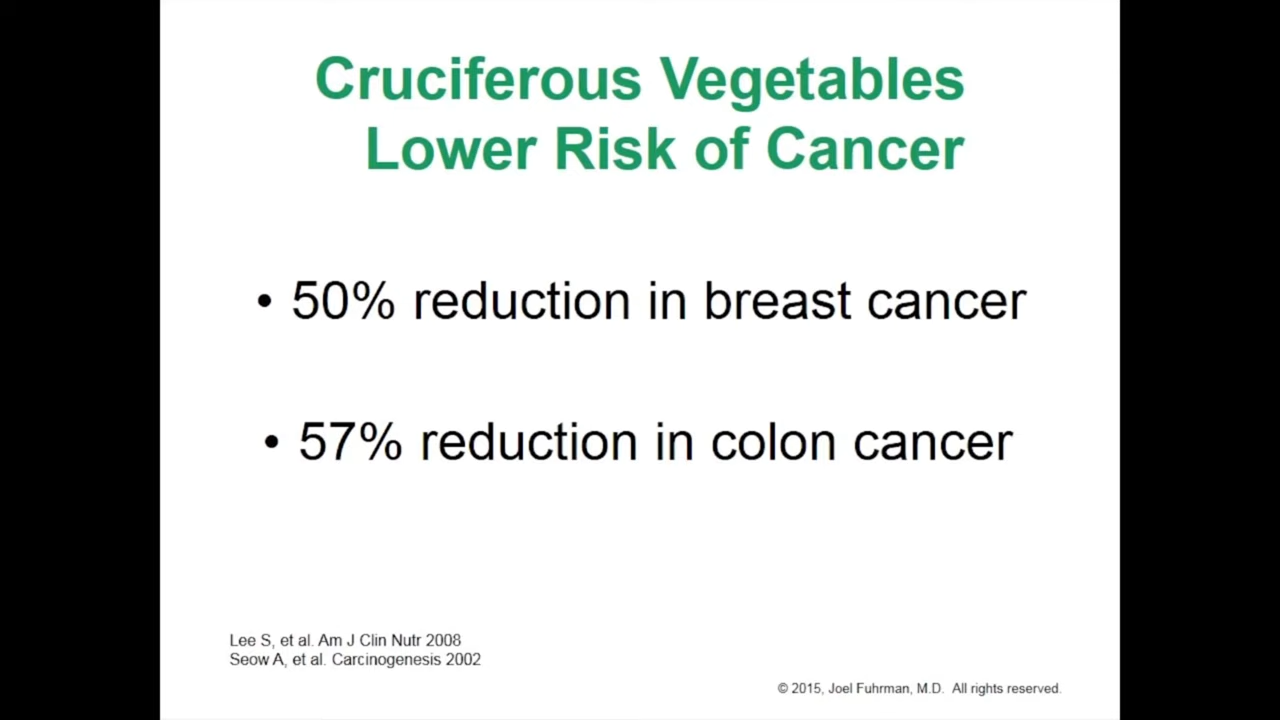 Cruciferous Vegetables
Lower Risk of Cancer
• 50% reduction in breast cancer
• 57% reduction in colon cancer
Lee S, et al. Am J Clin Nutr 2008
Seow A, et al. Carcinogenesis 2002
© 2015, Joel Fuhrman, M.D. All rights reserved.